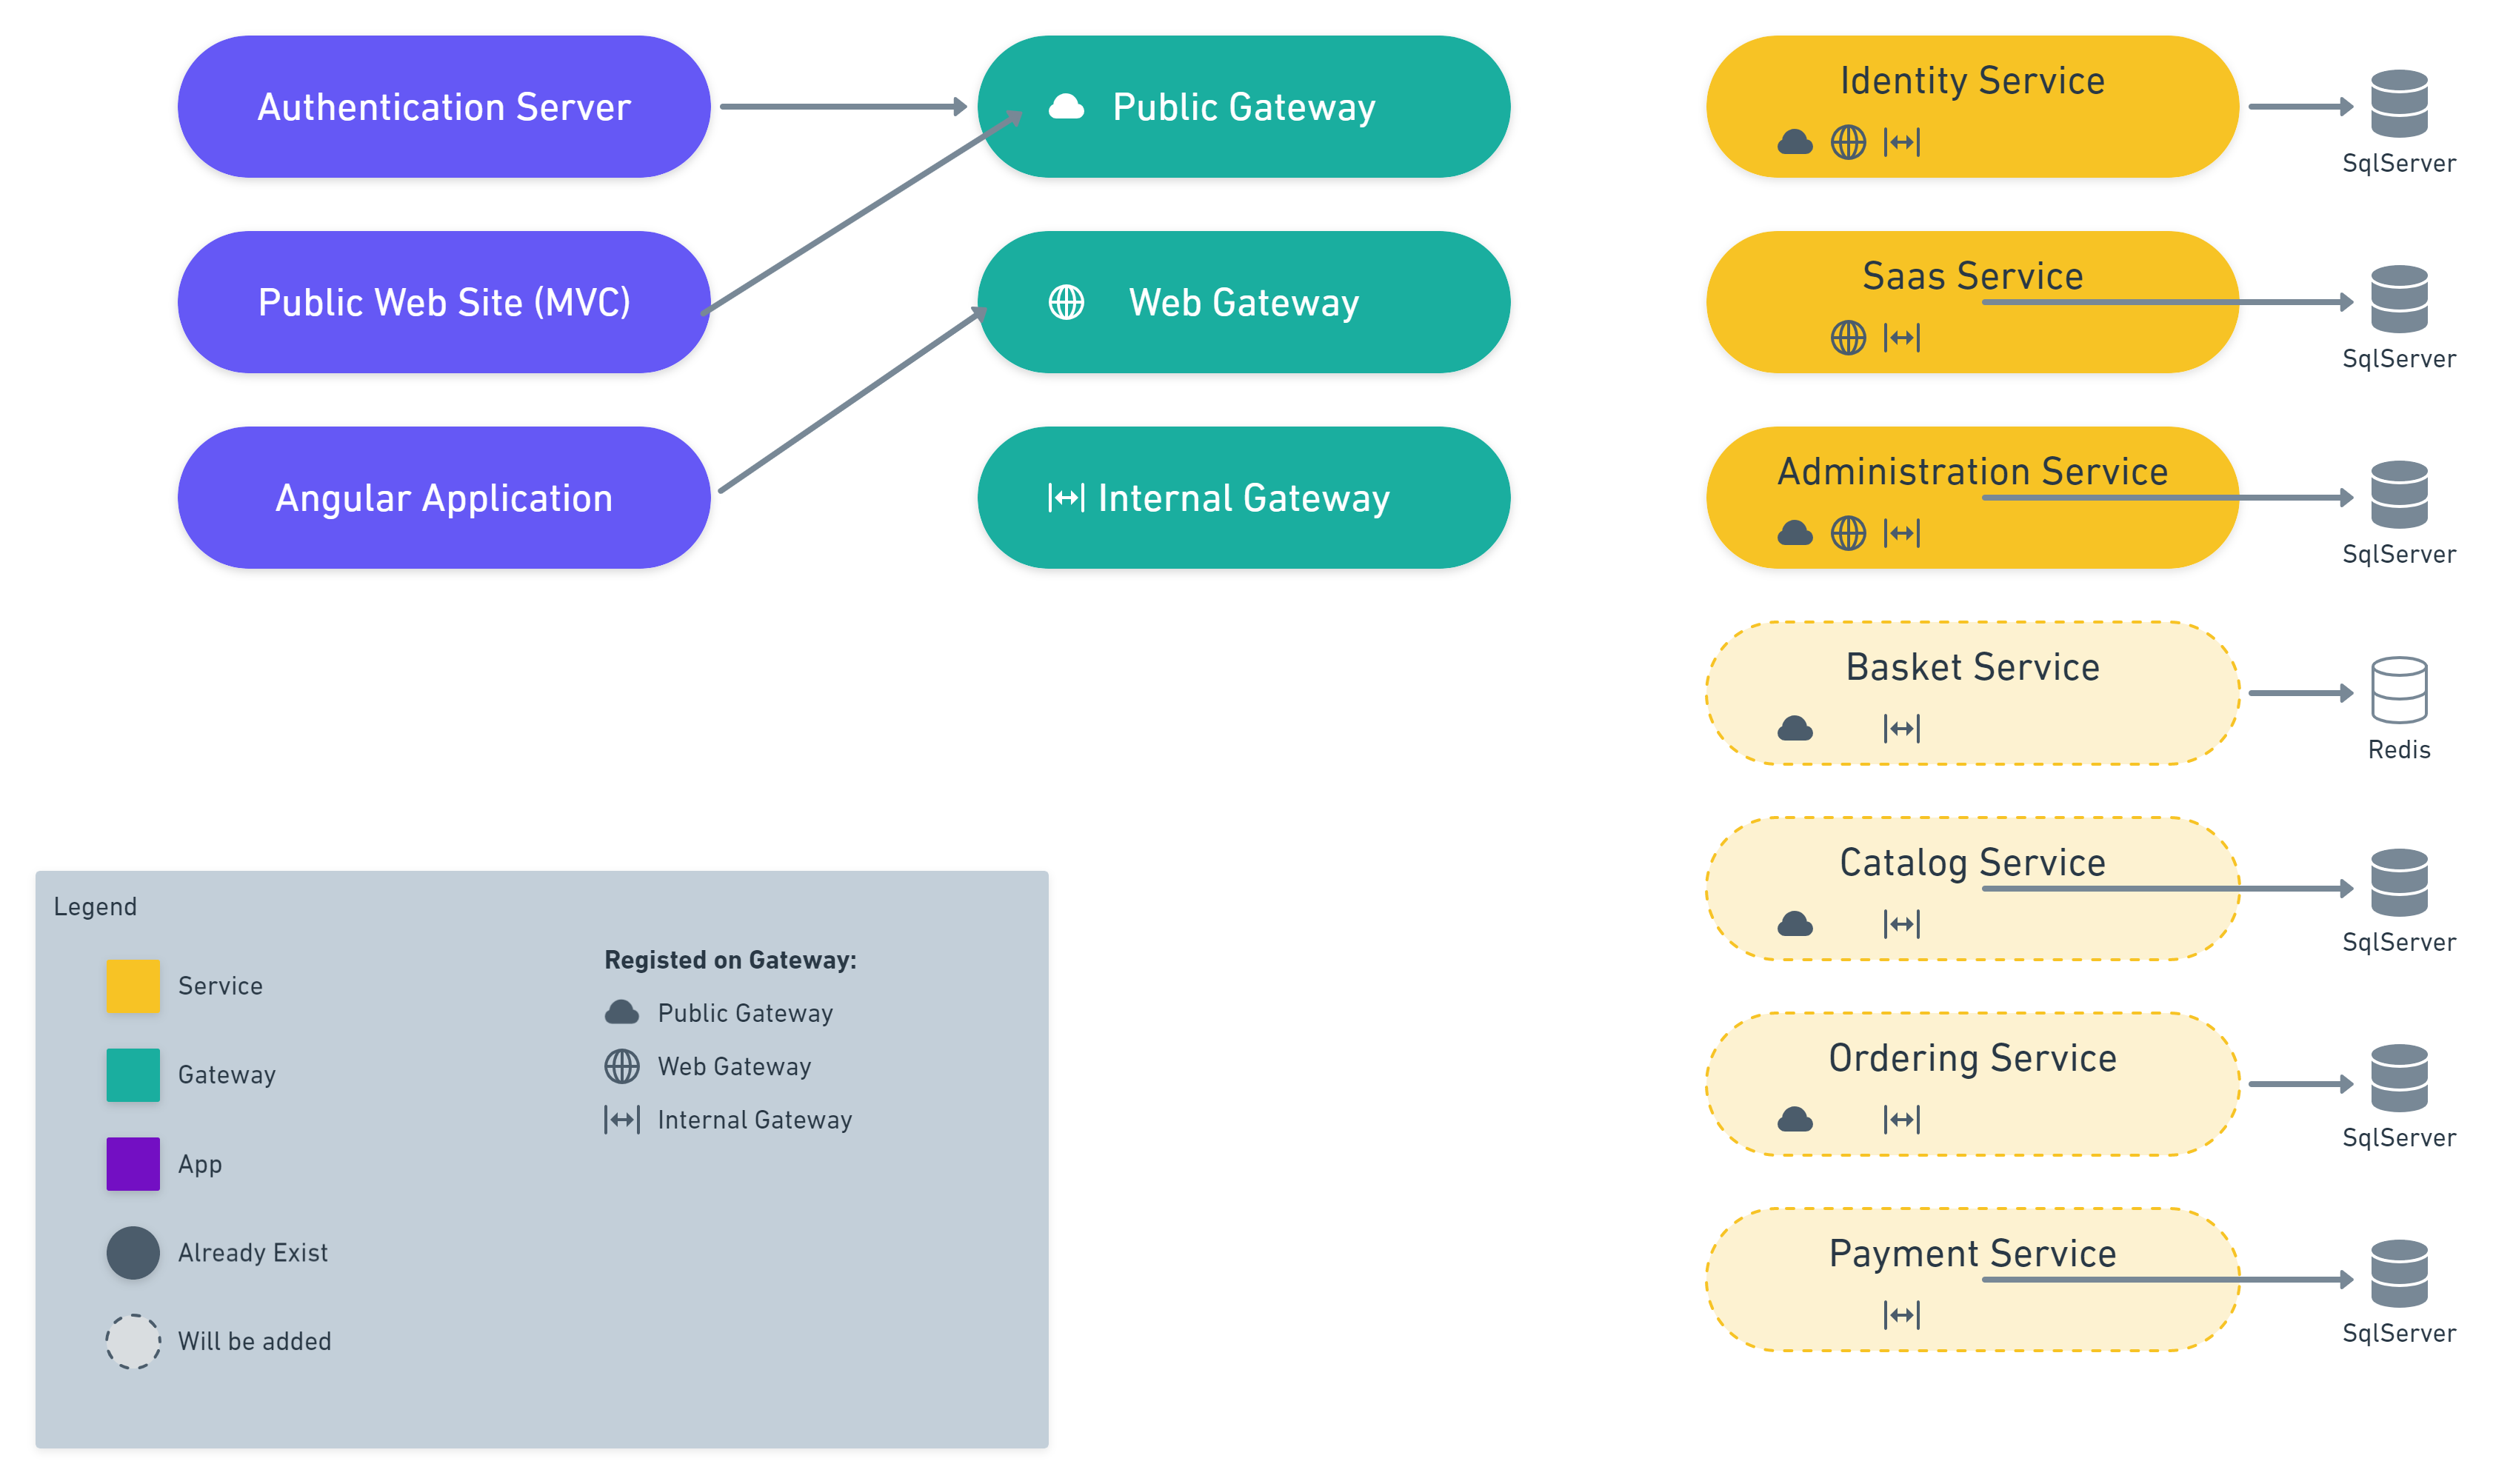 Authentication Server
Public Gateway
Identity Service
SqlServer
Public Web Site (MVC)
Web Gateway
Saas Service
SqlServer
Angular Application
Internal Gateway
Administration Service
SqlServer
Basket Service
Redis
Catalog Service
SqlServer
Ordering Service
SqlServer
Payment Service
SqlServer
Legend
Service
Gateway
App
Already Exist
Will be added
Registed on Gateway:
Public Gateway
Web Gateway
Internal Gateway